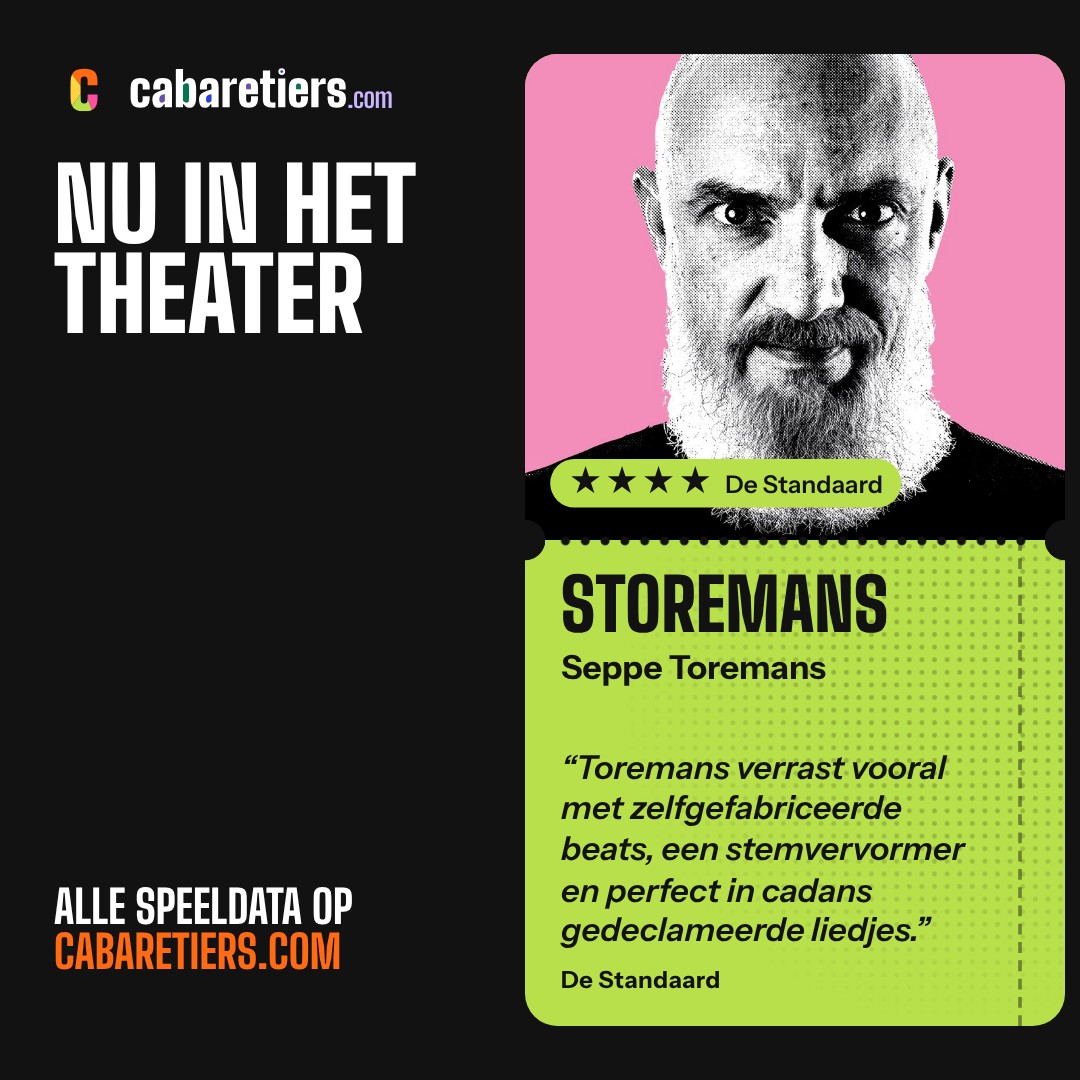 cabaretiers.com
NU IN HET
THEATER
★★★★ De Standaard
STOREMANS
Seppe Toremans
“Toremans verrast vooral
met zelfgefabriceerde
beats, een stemvervormer
en perfect in cadans
gedeclameerde liedjes.”
De Standaard
ALLE SPEELDATA OP
CABARETIERS.COM